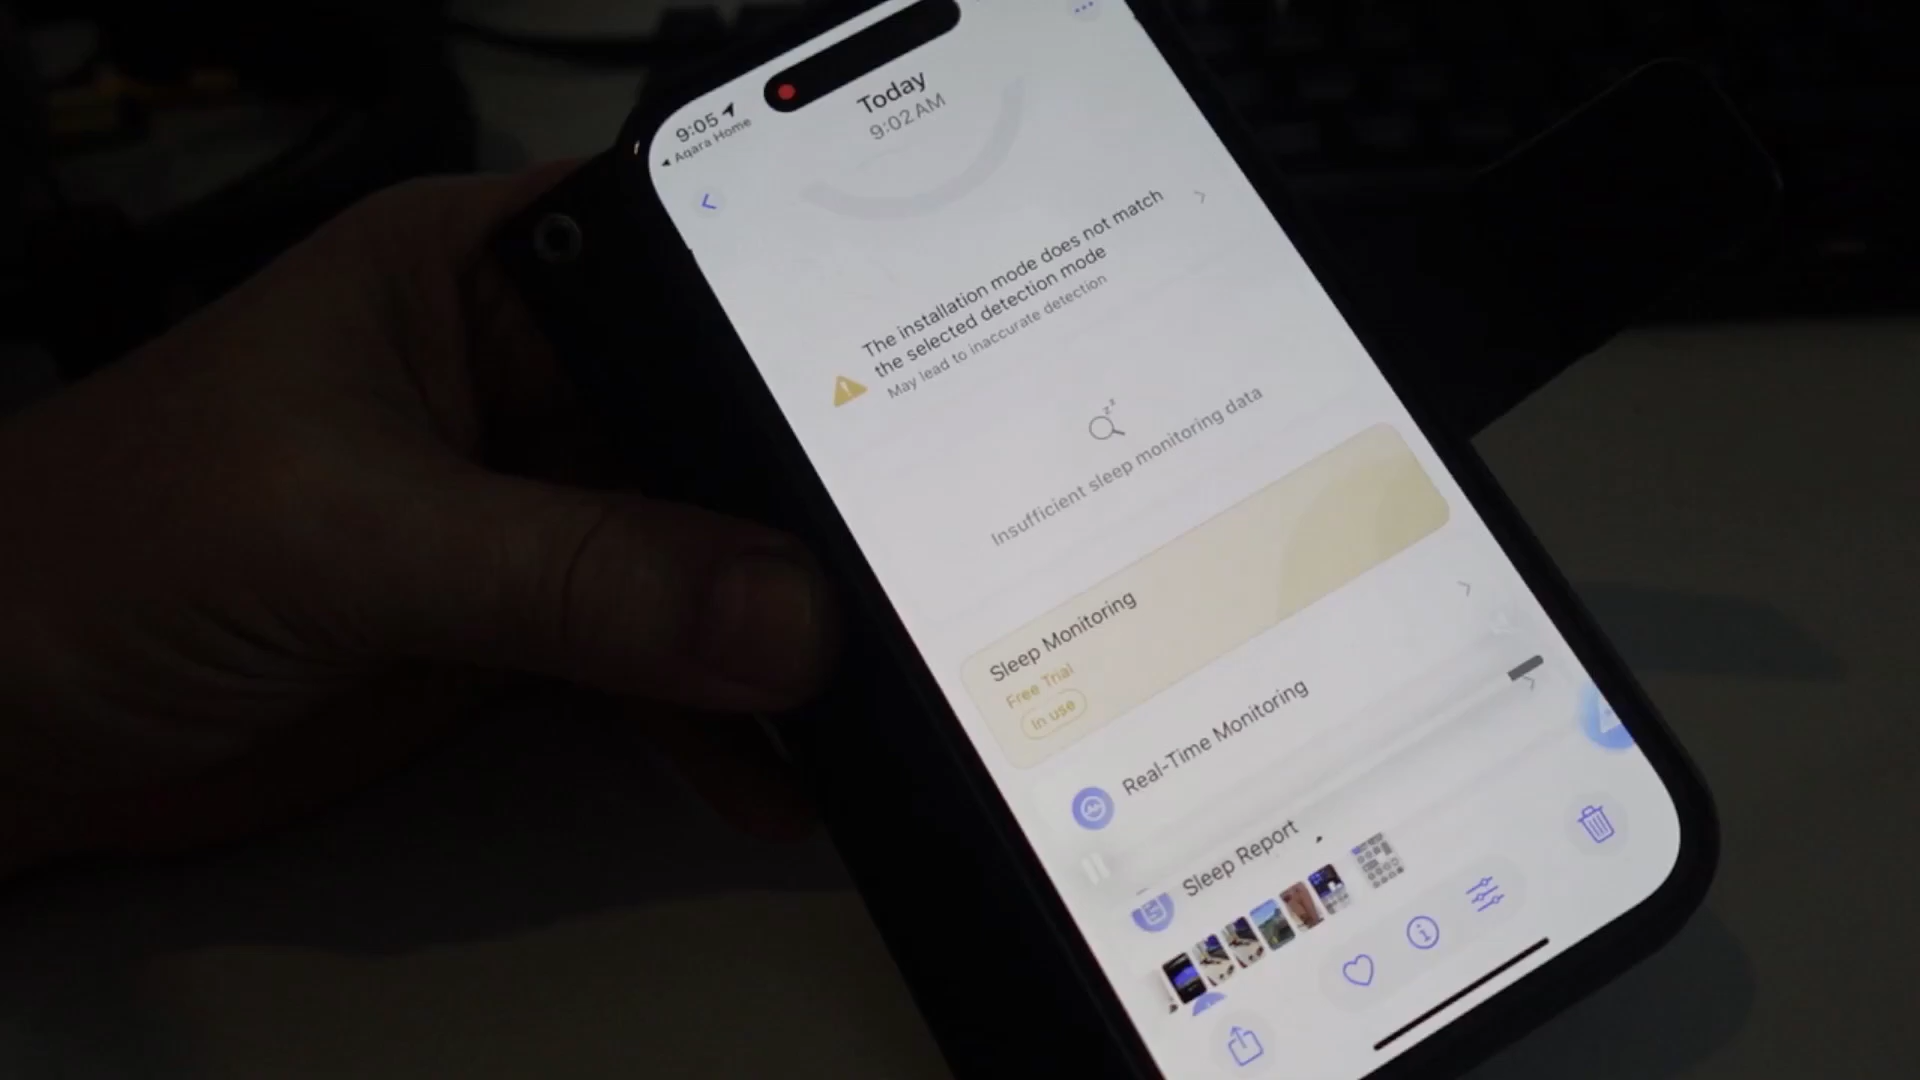 9:05
Aqara Home
Today
9:02 AM
The installation mode does not match
the selected detection mode
May lead to inaccurate detection
Insufficient sleep monitoring data
Sleep Monitoring
Free Trial
In use
Real-Time Monitoring
Sleep Report